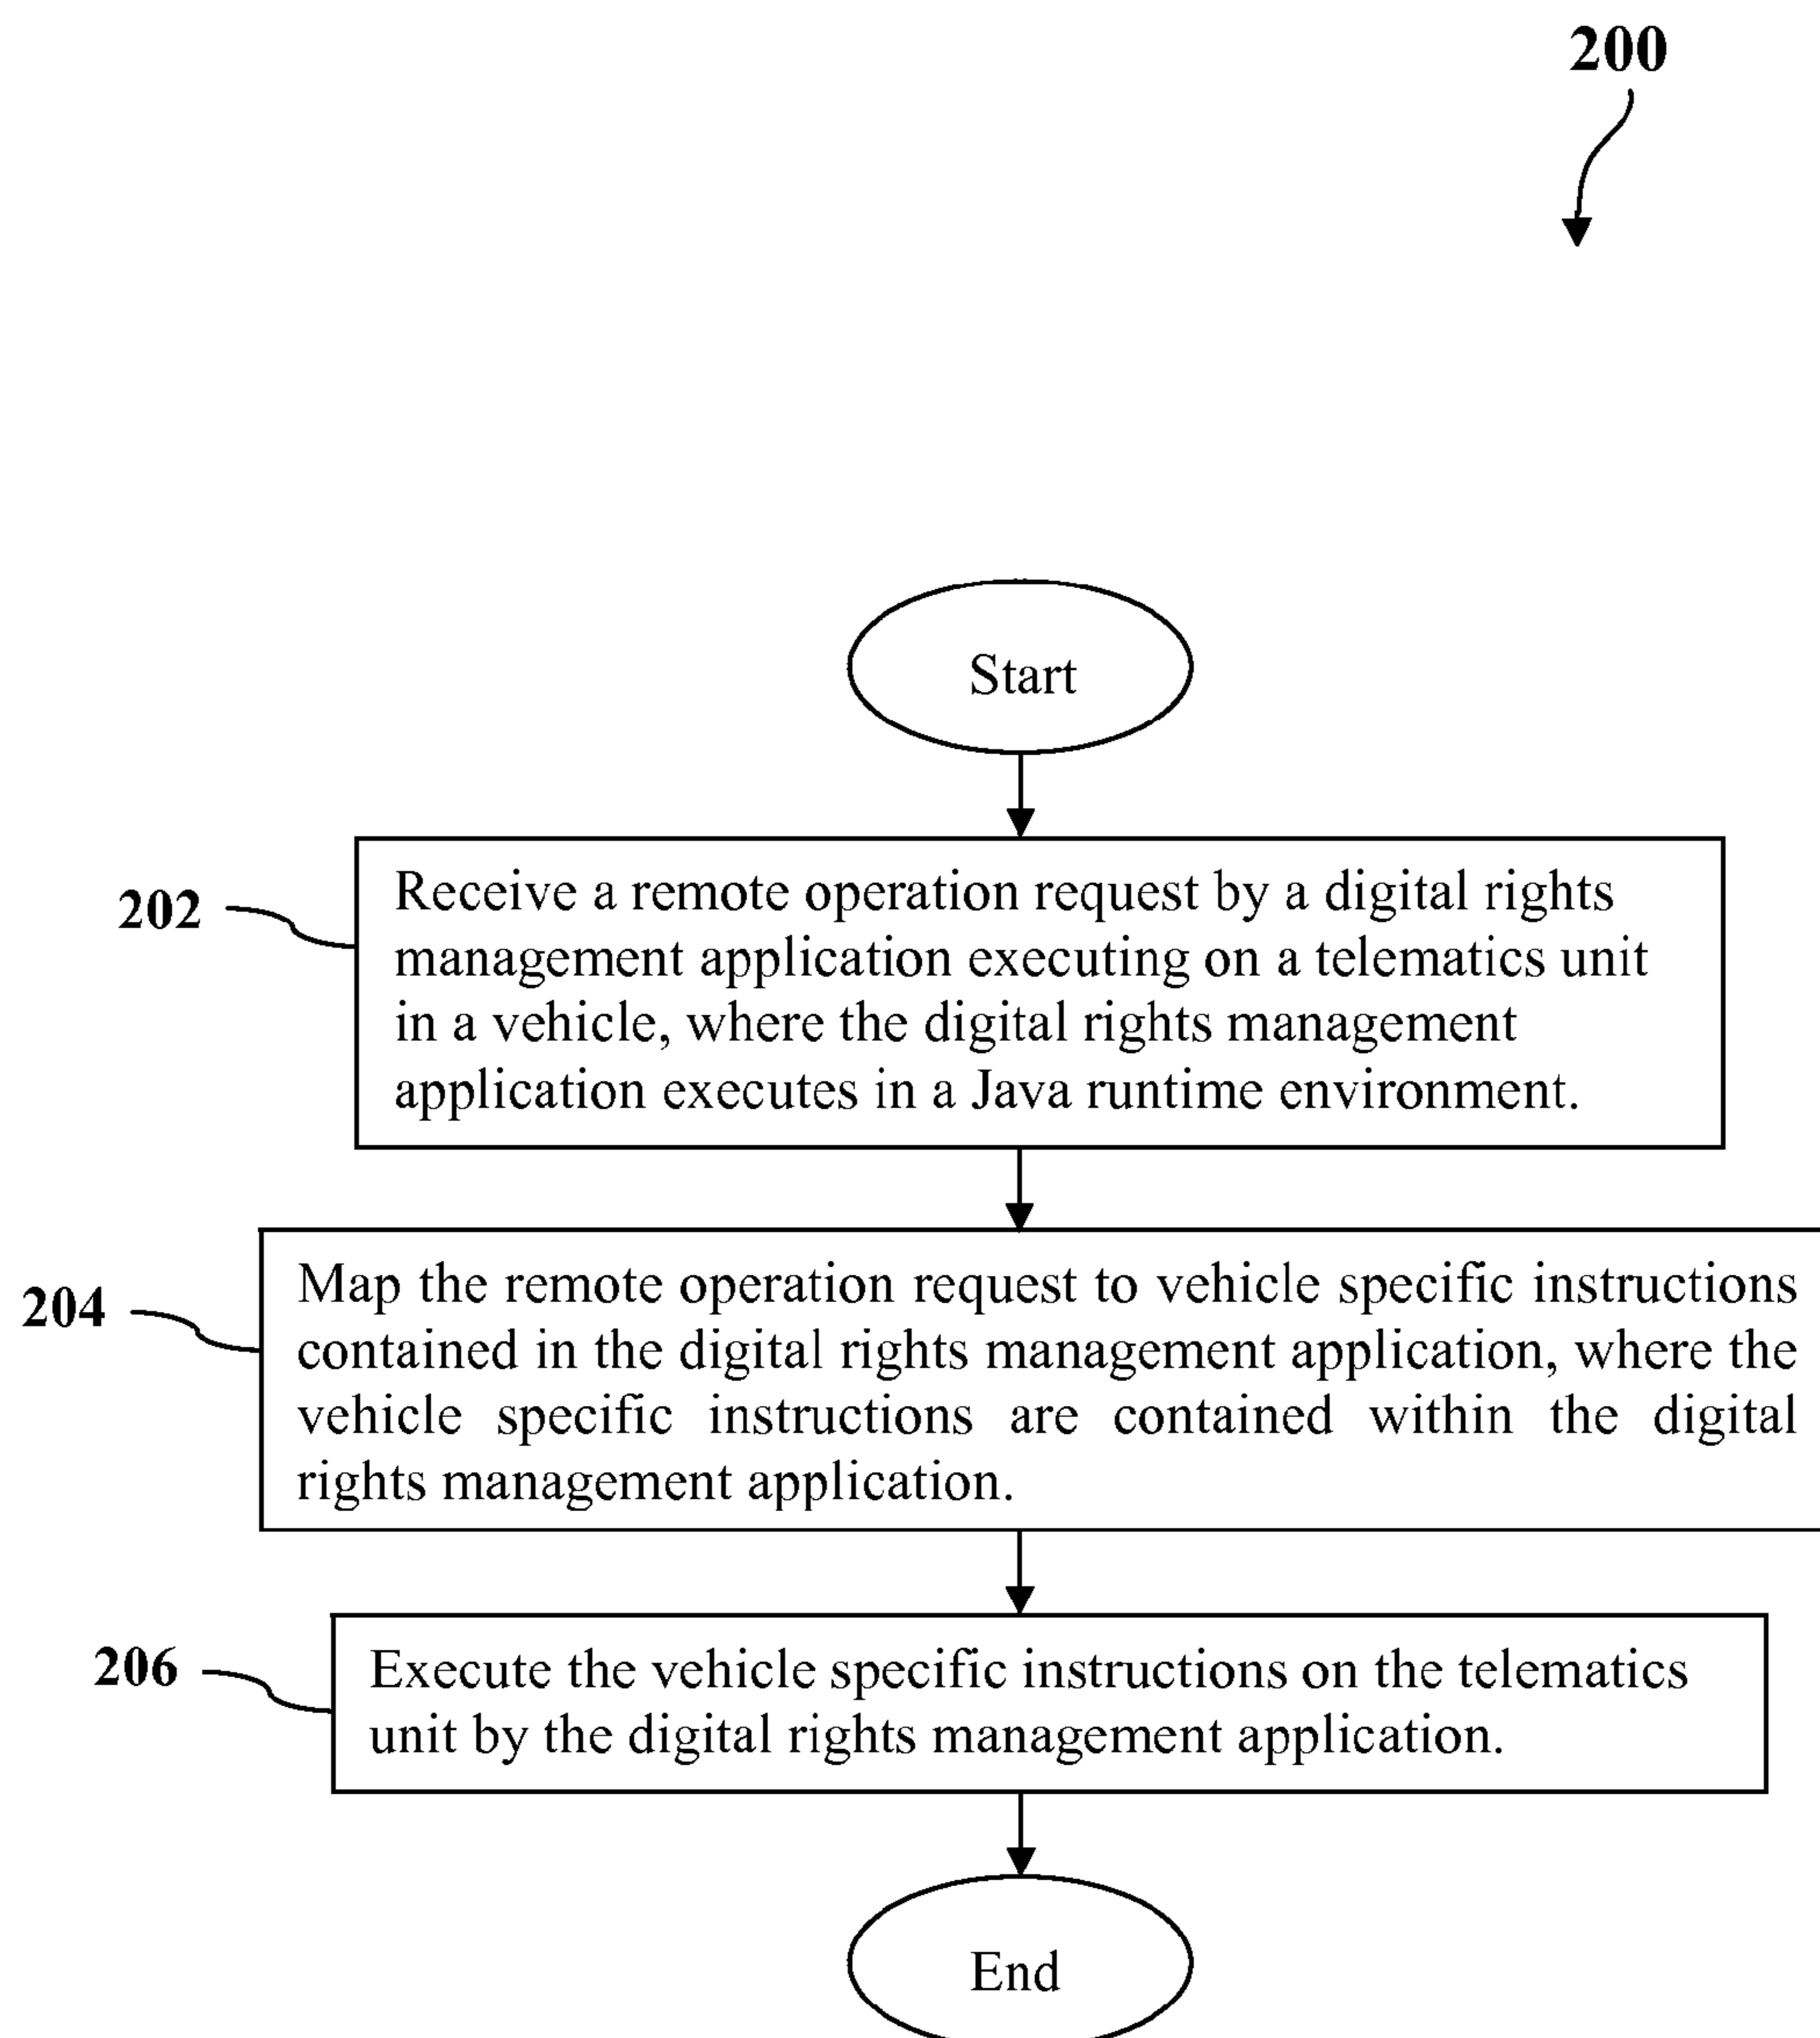 200
Start
202
Receive a remote operation request by a digital rights
management application executing on a telematics unit
in a vehicle, where the digital rights management
application executes in a Java runtime environment.
204
Map the remote operation request to vehicle specific instructions
contained in the digital rights management application, where the
vehicle specific instructions are contained within the digital
rights management application.
206
Execute the vehicle specific instructions on the telematics
unit by the digital rights management application.
End